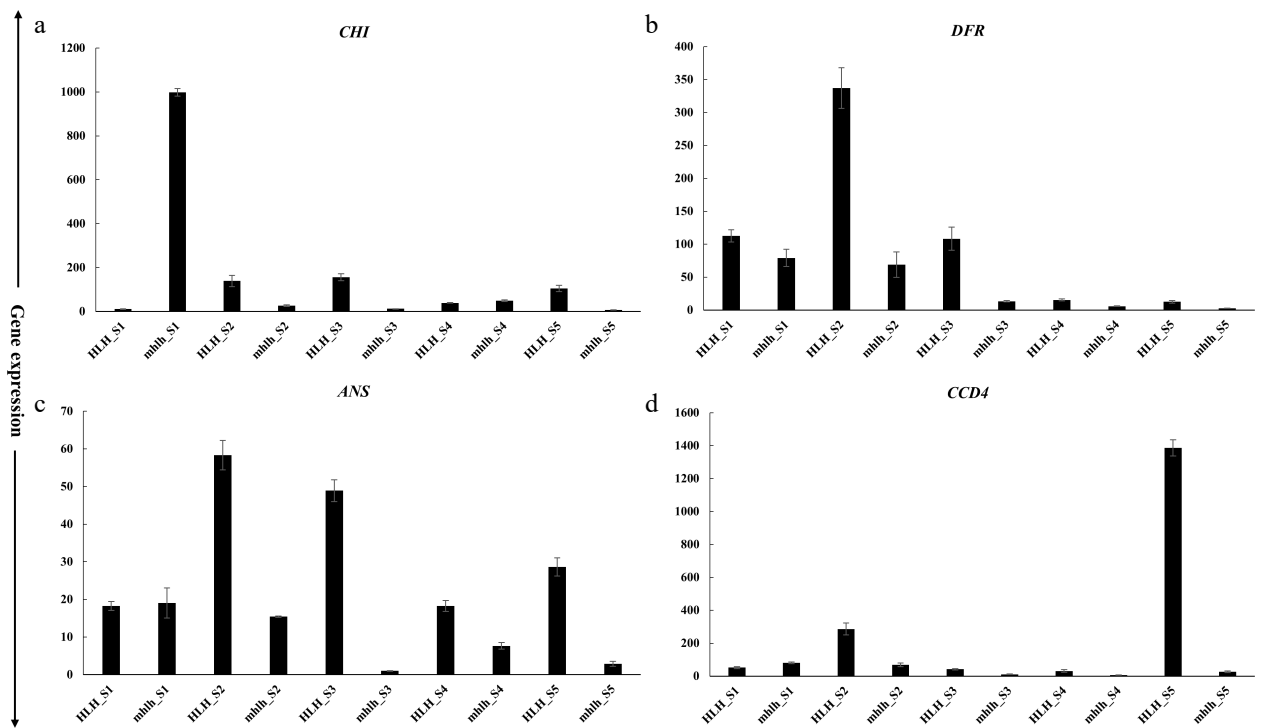 Gene expression
a
CHI
1200
1000
800
600
400
200
0
HLH_S1 mhlh_S1 HLH_S2 mhlh_S2 HLH_S3 mhlh_S3 HLH_S4 mhlh_S4 HLH_S5 mhlh_S5
b
DFR
400
350
300
250
200
150
100
50
0
HLH_S1 mhlh_S1 HLH_S2 mhlh_S2 HLH_S3 mhlh_S3 HLH_S4 mhlh_S4 HLH_S5 mhlh_S5
c
ANS
70
60
50
40
30
20
10
0
HLH_S1 mhlh_S1 HLH_S2 mhlh_S2 HLH_S3 mhlh_S3 HLH_S4 mhlh_S4 HLH_S5 mhlh_S5
d
CCD4
1600
1400
1200
1000
800
600
400
200
0
HLH_S1 mhlh_S1 HLH_S2 mhlh_S2 HLH_S3 mhlh_S3 HLH_S4 mhlh_S4 HLH_S5 mhlh_S5